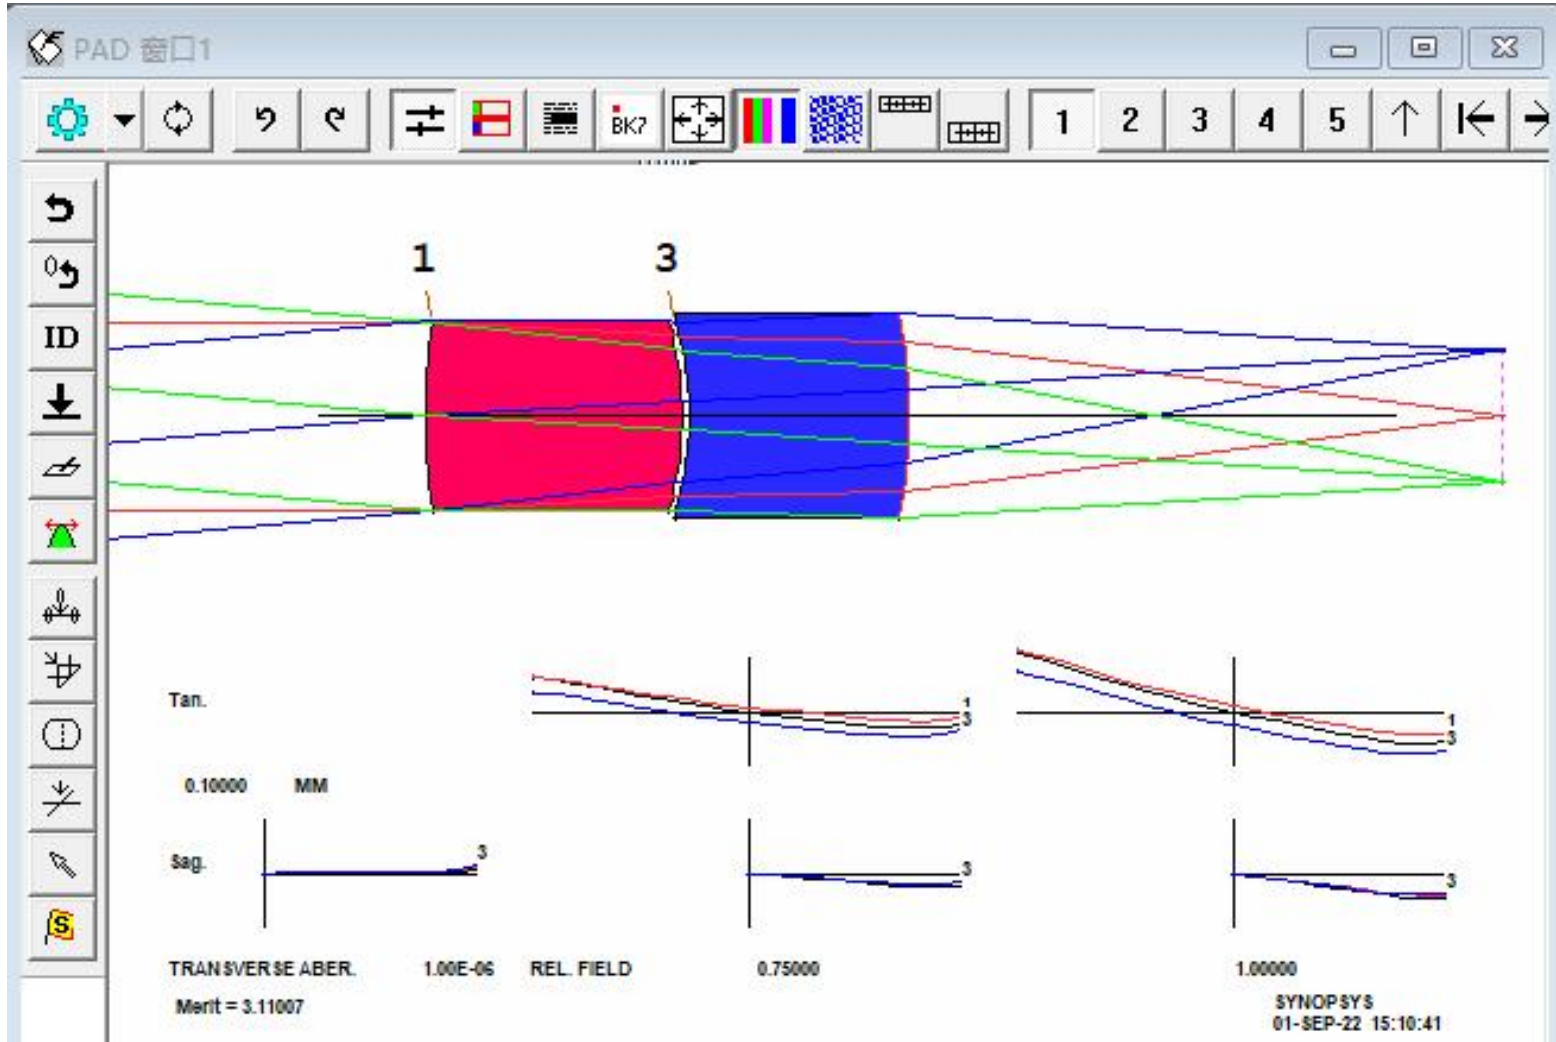 PAD 窗口1
BK7 1 2 3 4 5
0
ID
1 3
Tan. 1 3 1 3
0.10000 MM
Sag. 3 3 3
S
TRANSVERSE ABER. 1.00E-06 REL. FIELD 0.75000 1.00000
Merit = 3.11007
SYNOPSYS
01-SEP-22 15:10:41